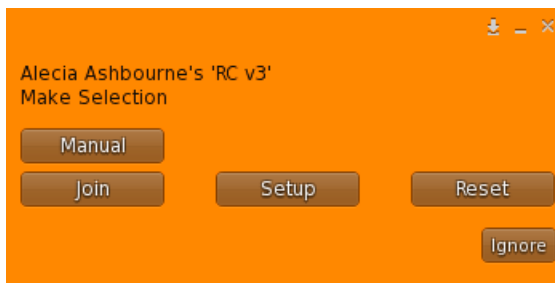 Alecia Ashbourne's 'RC v3'
Make Selection
Manual
Join
Setup
Reset
Ignore